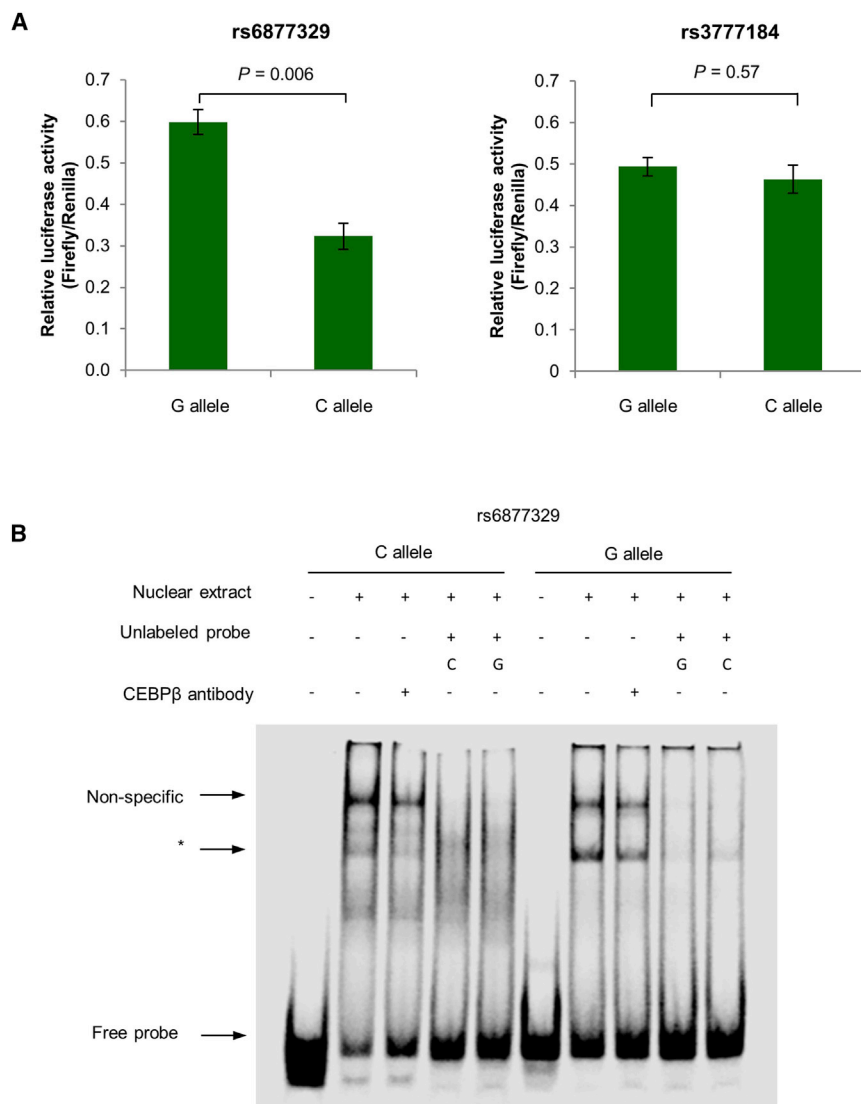 A
rs6877329
P = 0.006
Relative luciferase activity
(Firefly/Renilla)
0.7
0.6
0.5
0.4
0.3
0.2
0.1
0.0
G allele C allele
rs3777184
P = 0.57
Relative luciferase activity
(Firefly/Renilla)
0.7
0.6
0.5
0.4
0.3
0.2
0.1
0
G allele C allele
B
rs6877329
C allele G allele
Nuclear extract - + + + + - + + + +
Unlabeled probe - - - + + - - - + +
C G G C
CEBPβ antibody - - + - - - - + - -
Non-specific
*
Free probe